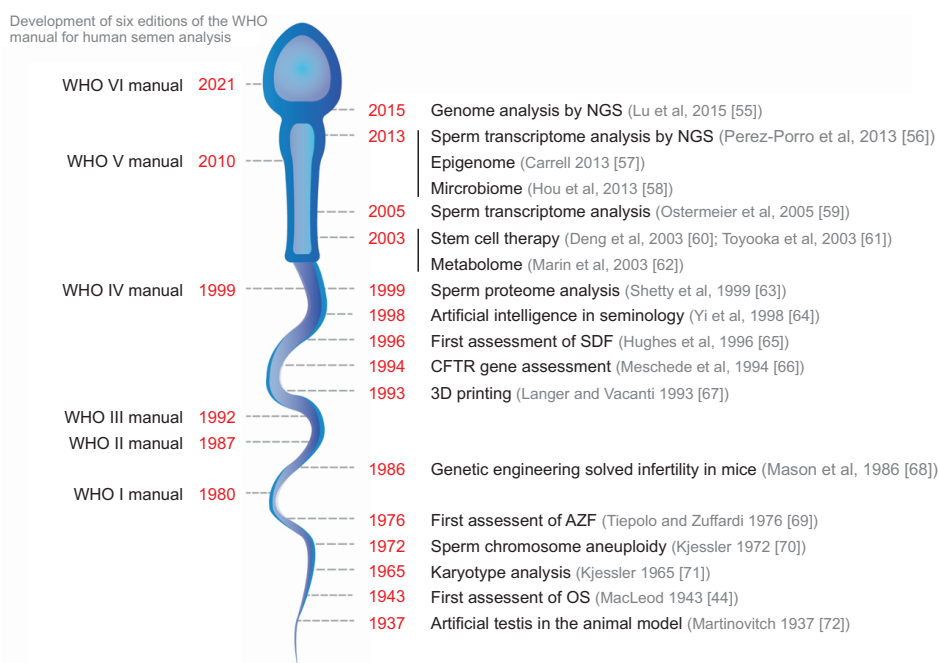 Development of six editions of the WHO
manual for human semen analysis
WHO VI manual 2021
2015 Genome analysis by NGS (Lu et al, 2015 [55])
2013 Sperm transcriptome analysis by NGS (Perez-Porro et al, 2013 [56])
WHO V manual 2010 Epigenome (Carrell 2013 [57])
Mircrobiome (Hou et al, 2013 [58])
2005 Sperm transcriptome analysis (Ostermeier et al, 2005 [59])
2003 Stem cell therapy (Deng et al, 2003 [60]; Toyooka et al, 2003 [61])
Metabolome (Marin et al, 2003 [62])
WHO IV manual 1999 1999 Sperm proteome analysis (Shetty et al, 1999 [63])
1998 Artificial intelligence in seminology (Yi et al, 1998 [64])
1996 First assessment of SDF (Hughes et al, 1996 [65])
1994 CFTR gene assessment (Meschede et al, 1994 [66])
1993 3D printing (Langer and Vacanti 1993 [67])
WHO III manual 1992
WHO II manual 1987
1986 Genetic engineering solved infertility in mice (Mason et al, 1986 [68])
WHO I manual 1980
1976 First assessent of AZF (Tiepolo and Zuffardi 1976 [69])
1972 Sperm chromosome aneuploidy (Kjessler 1972 [70])
1965 Karyotype analysis (Kjessler 1965 [71])
1943 First assessent of OS (MacLeod 1943 [44])
1937 Artificial testis in the animal model (Martinovitch 1937 [72])